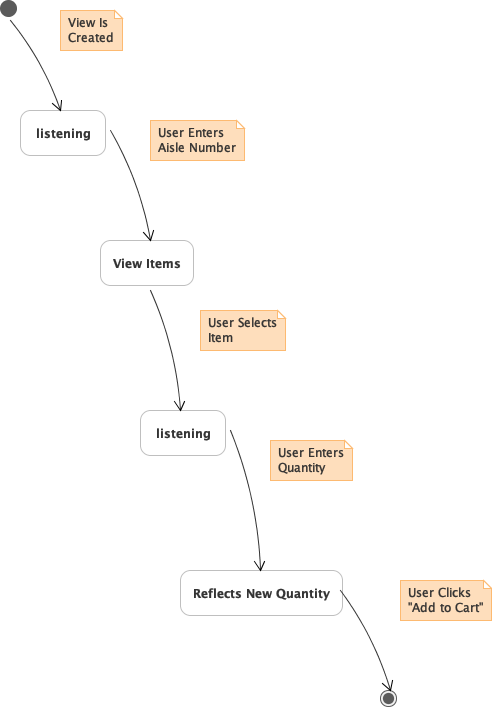 View Is
Created
listening
User Enters
Aisle Number
View Items
User Selects
Item
listening
User Enters
Quantity
Reflects New Quantity
User Clicks
"Add to Cart"